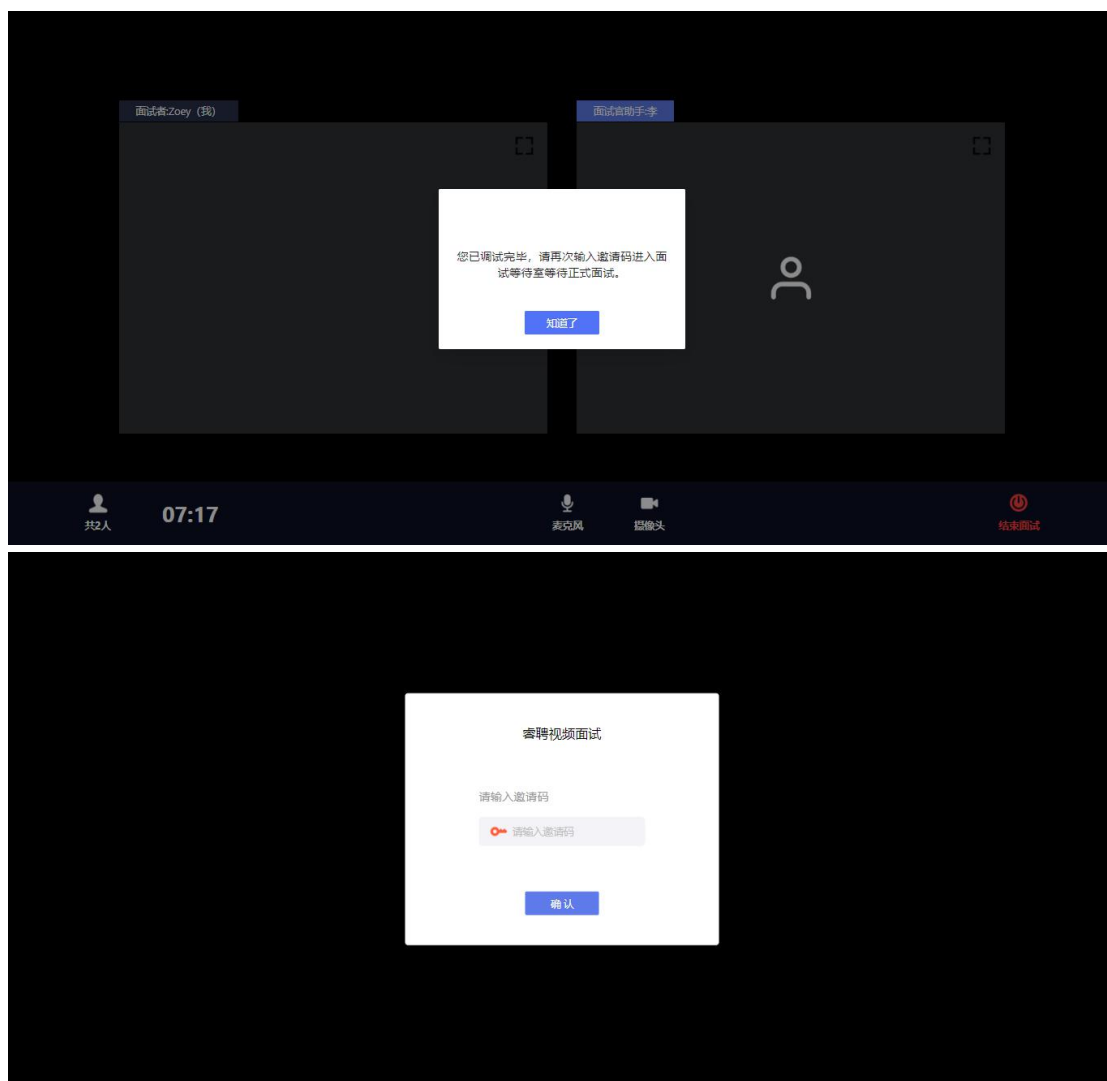 面试者:Zoey（我）
面试官助手:李
您已调试完毕，请再次输入邀请码进入面
试等待室等待正式面试。
知道了
共2人
07:17
麦克风
摄像头
结束面试
睿聘视频面试
请输入邀请码
请输入邀请码
确认